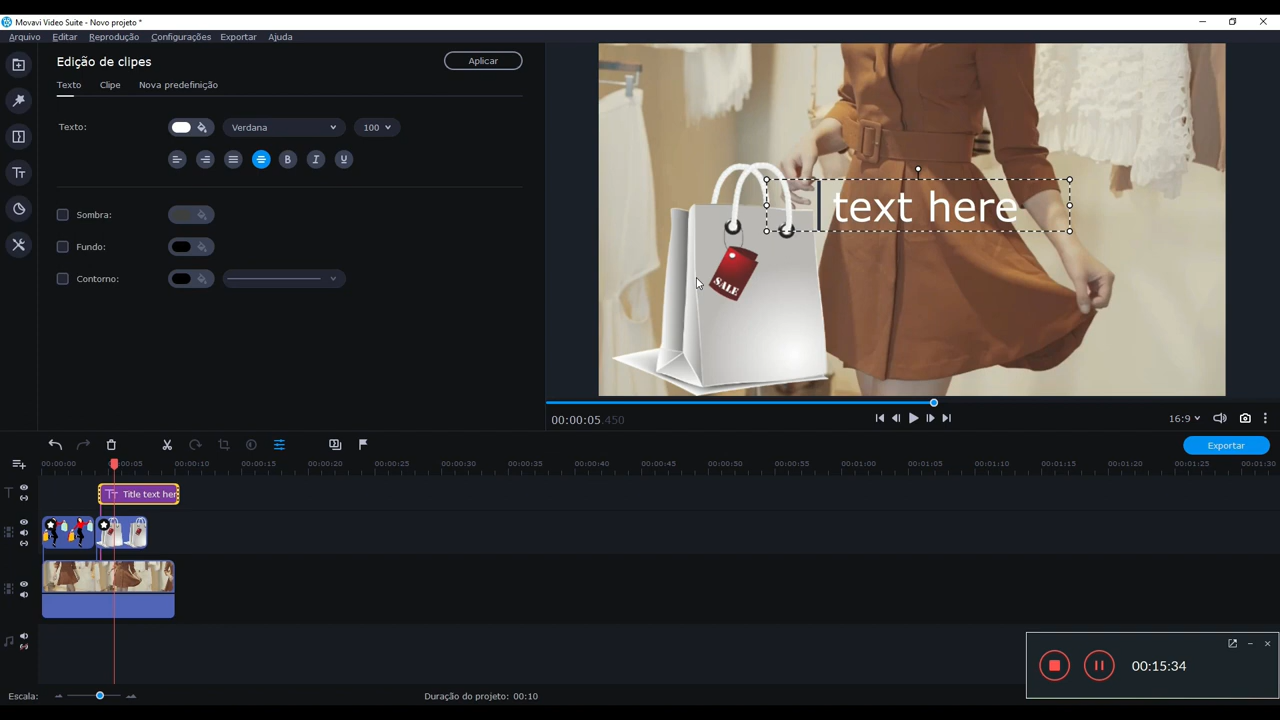 Movavi Video Suite - Novo projeto *
Arquivo Editar Reprodução Configurações Exportar Ajuda
Edição de clipes
Aplicar
Texto Clipe Nova predefinição
Texto:
Verdana
100
B I U
Sombra:
Fundo:
Contorno:
text here
SALE
00:00:05.450
16:9
Exportar
00:00:00 00:00:05 00:00:10 00:00:15 00:00:20 00:00:25 00:00:30 00:00:35 00:00:40 00:00:45 00:00:50 00:00:55 00:01:00 00:01:05 00:01:10 00:01:15 00:01:20 00:01:25 00:01:30
Title text her
00:15:34
Escala:
Duração do projeto: 00:10